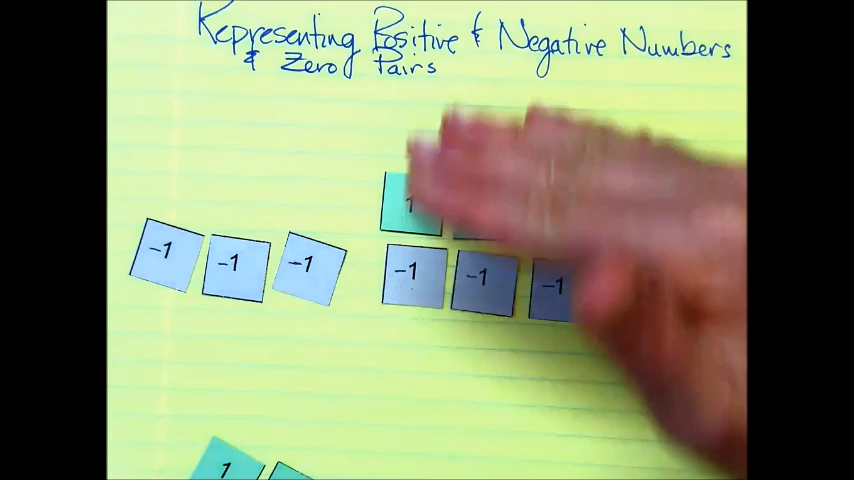 Representing Positive & Negative Numbers
& Zero Pairs
1
-1 -1 -1 -1 -1 -1
1